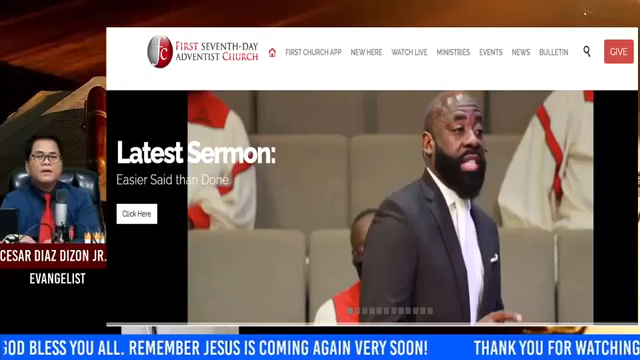 FIRST SEVENTH-DAY
ADVENTIST CHURCH
FIRST CHURCH APP NEW HERE WATCH LIVE MINISTRIES EVENTS NEWS BULLETIN GIVE
Latest Sermon:
Easier Said than Done
Click Here
CESAR DIAZ DIZON JR.
EVANGELIST
GOD BLESS YOU ALL. REMEMBER JESUS IS COMING AGAIN VERY SOON! THANK YOU FOR WATCHING